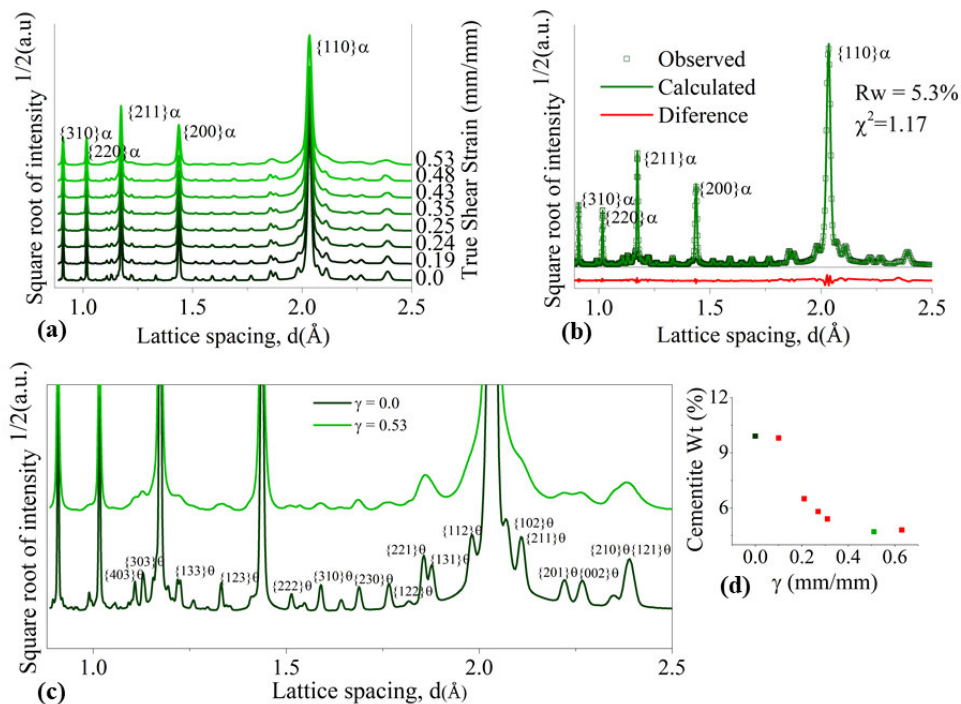 Square root of intensity 1/2(a.u.)
{310}α
{220}α
{211}α
{200}α
{110}α
0.53
0.48
0.43
0.35
0.25
0.24
0.19
0.0
True Shear Strain (mm/mm)
1.0 1.5 2.0 2.5
(a)
Lattice spacing, d(Å)
Square root of intensity 1/2(a.u.)
Observed
Calculated
Diference
{110}α
Rw = 5.3%
χ²=1.17
{211}α
{200}α
{310}α
{220}α
1.0 1.5 2.0 2.5
(b)
Lattice spacing, d(Å)
Square root of intensity 1/2(a.u.)
γ = 0.0
γ = 0.53
{403}θ
{303}θ
{133}θ
{123}θ
{222}θ
{310}θ
{230}θ
{122}θ
{221}θ
{131}θ
{112}θ
{102}θ
{211}θ
{201}θ
{002}θ
{210}θ
{121}θ
1.0 1.5 2.0 2.5
(c)
Lattice spacing, d(Å)
Cementite Wt (%)
12
9
6
0.0 0.2 0.4 0.6
(d)
γ (mm/mm)